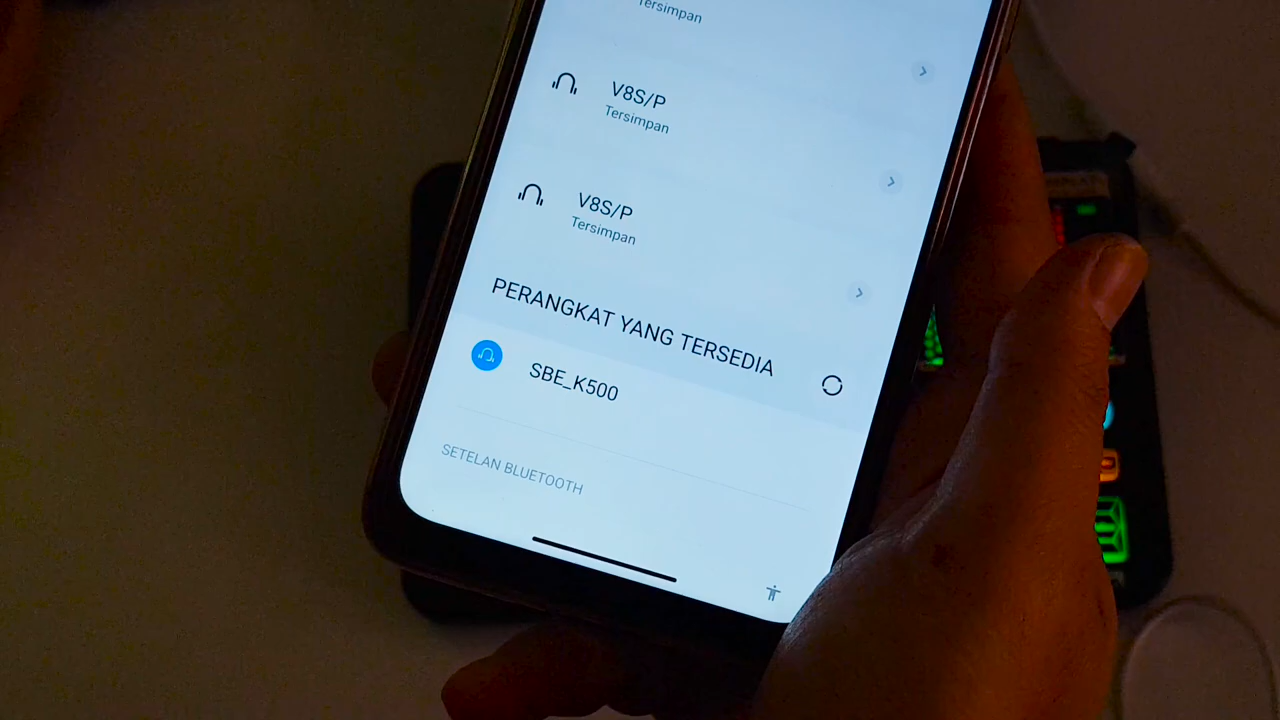 Tersimpan
V8S/P
Tersimpan
V8S/P
Tersimpan
PERANGKAT YANG TERSEDIA
SBE_K500
SETELAN BLUETOOTH